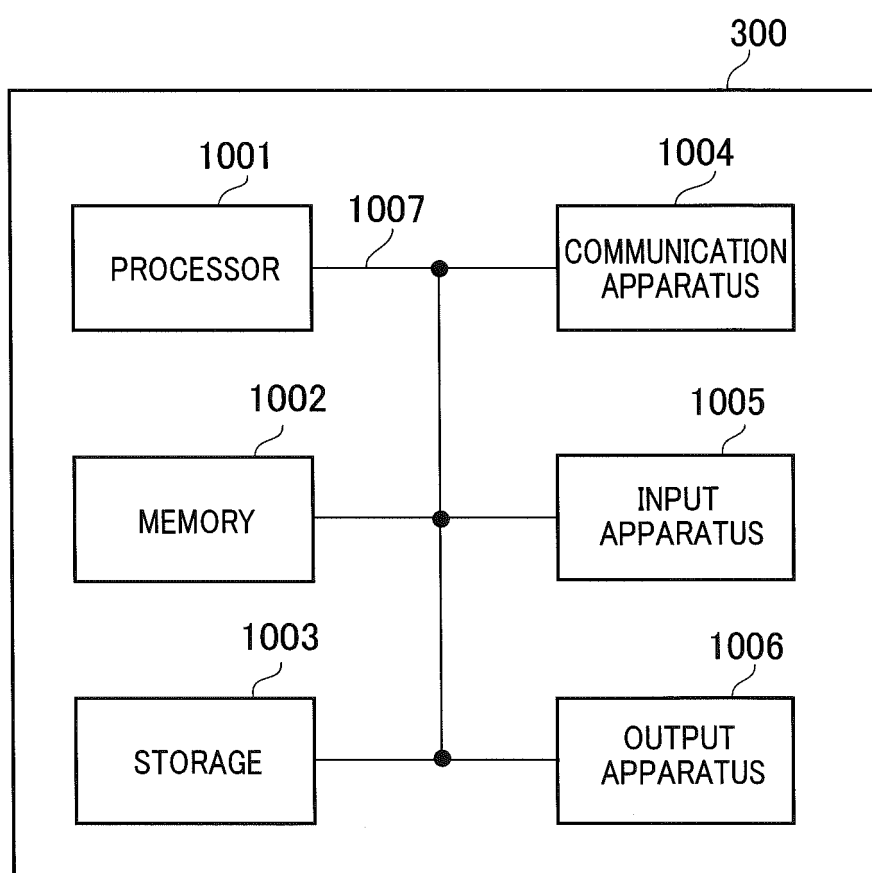 300
1001
PROCESSOR
1007
1004
COMMUNICATION
APPARATUS
1002
MEMORY
1005
INPUT
APPARATUS
1003
STORAGE
1006
OUTPUT
APPARATUS